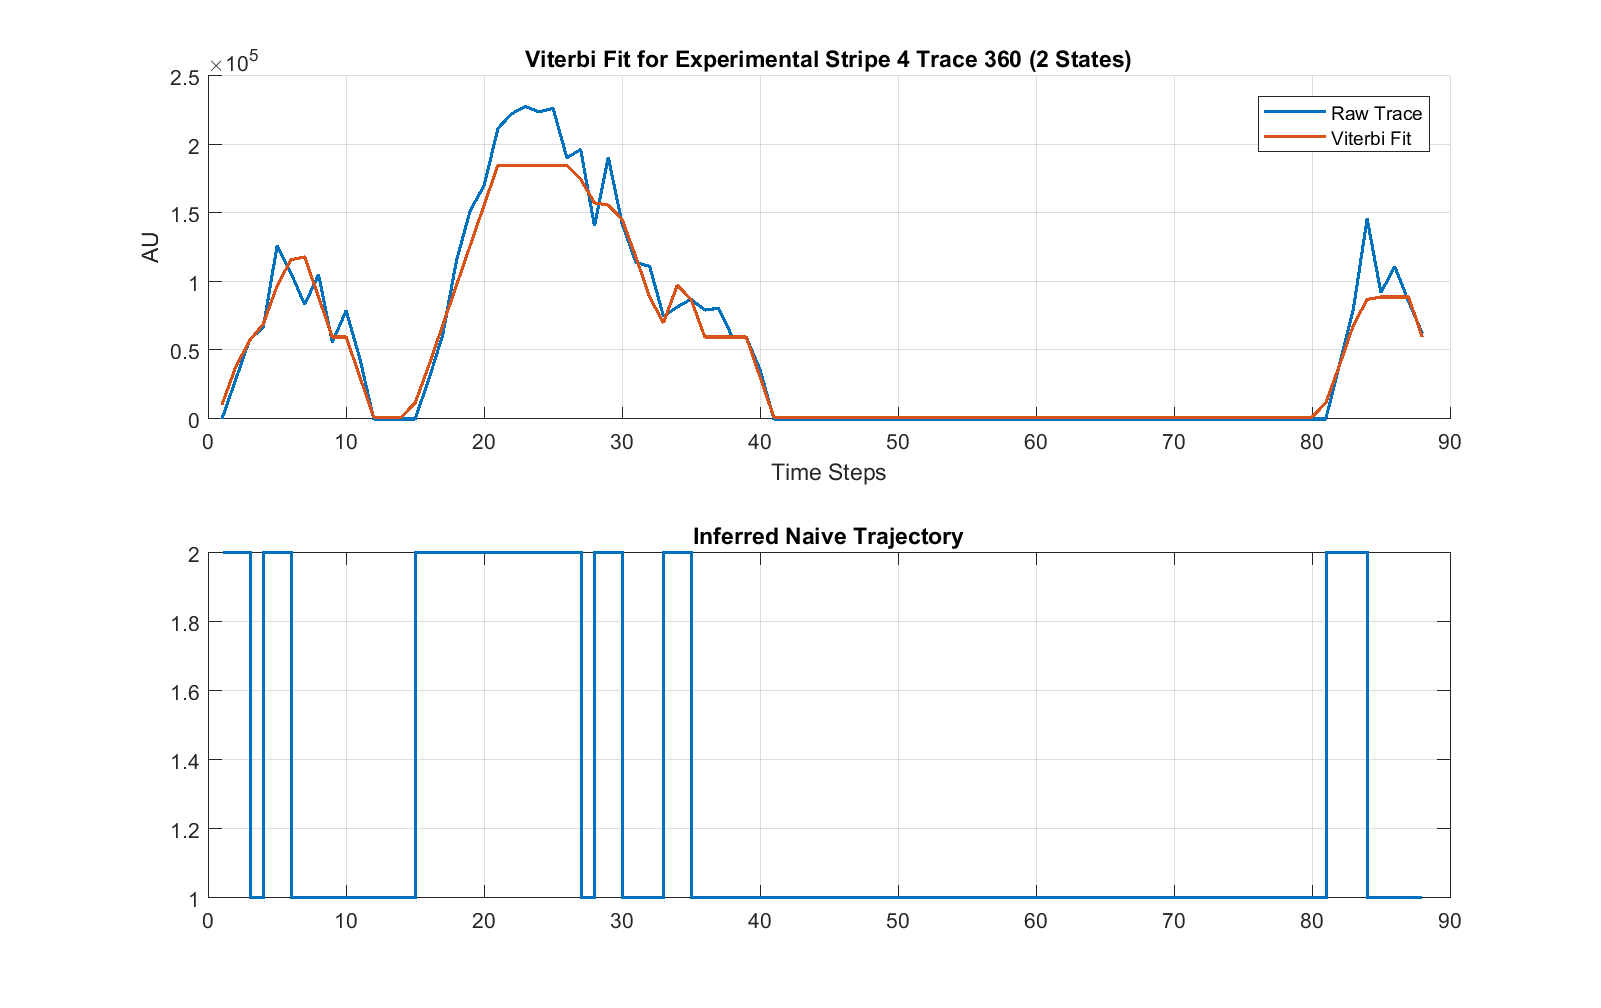 Viterbi Fit for Experimental Stripe 4 Trace 360 (2 States)
×10^5
2.5
2
1.5
1
0.5
0
AU
Raw Trace
Viterbi Fit
0 10 20 30 40 50 60 70 80 90
Time Steps
Inferred Naive Trajectory
2
1.8
1.6
1.4
1.2
1
0 10 20 30 40 50 60 70 80 90